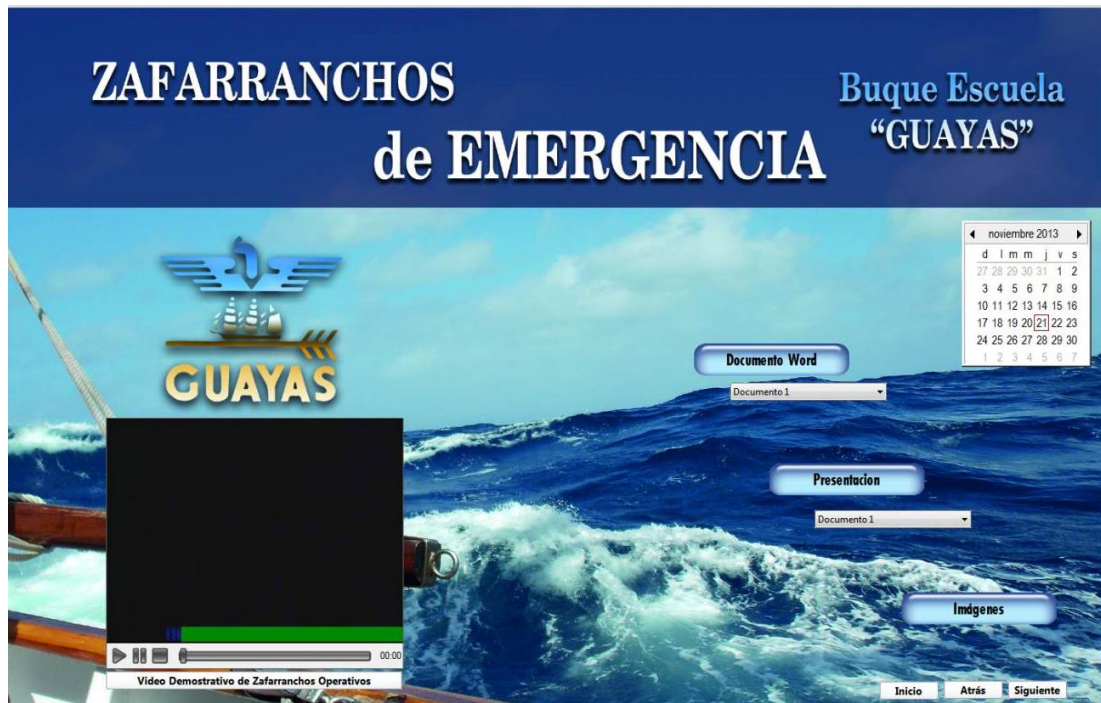 ZAFARRANCHOS
de EMERGENCIA
Buque Escuela
“GUAYAS”
GUAYAS
noviembre 2013
d l m m j v s
27 28 29 30 31 1 2
3 4 5 6 7 8 9
10 11 12 13 14 15 16
17 18 19 20 21 22 23
24 25 26 27 28 29 30
1 2 3 4 5 6 7
Documento Word
Documento 1
Presentacion
Documento 1
Imágenes
00:00
Video Demostrativo de Zafarranchos Operativos
Inicio Atrás Siguiente